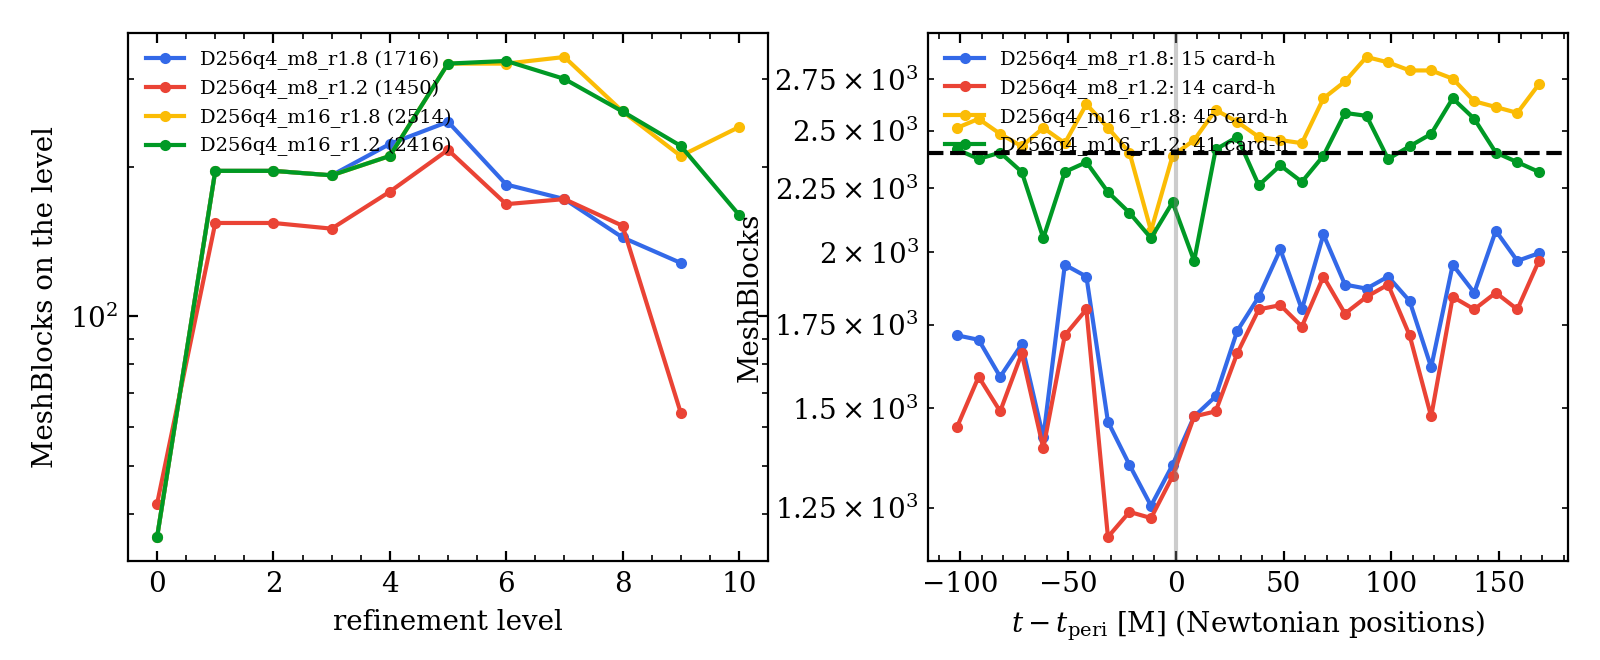 D256q4_m8_r1.8 (1716)
D256q4_m8_r1.2 (1450)
D256q4_m16_r1.8 (2514)
D256q4_m16_r1.2 (2416)
MeshBlocks on the level
10²
0 2 4 6 8 10
refinement level
D256q4_m8_r1.8: 15 card-h
D256q4_m8_r1.2: 14 card-h
D256q4_m16_r1.8: 45 card-h
D256q4_m16_r1.2: 41 card-h
MeshBlocks
2.75 × 10³
2.5 × 10³
2.25 × 10³
2 × 10³
1.75 × 10³
1.5 × 10³
1.25 × 10³
−100 −50 0 50 100 150
t − t_peri [M] (Newtonian positions)